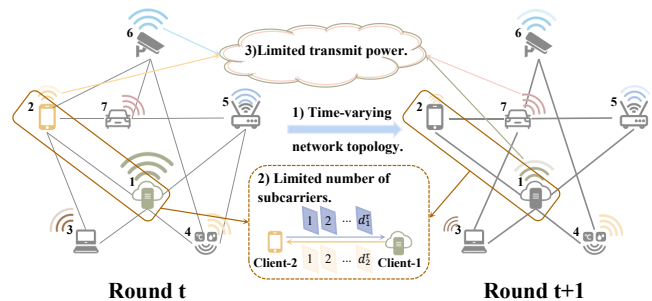 6
3)Limited transmit power.
6
2
7
5
1) Time-varying
network topology.
2
7
5
1
2) Limited number of
subcarriers.
1
3
4
1 2 ... d₁ᵗ
Client-2
Client-1
1 2 ... d₂ᵗ
3
4
Round t
Round t+1